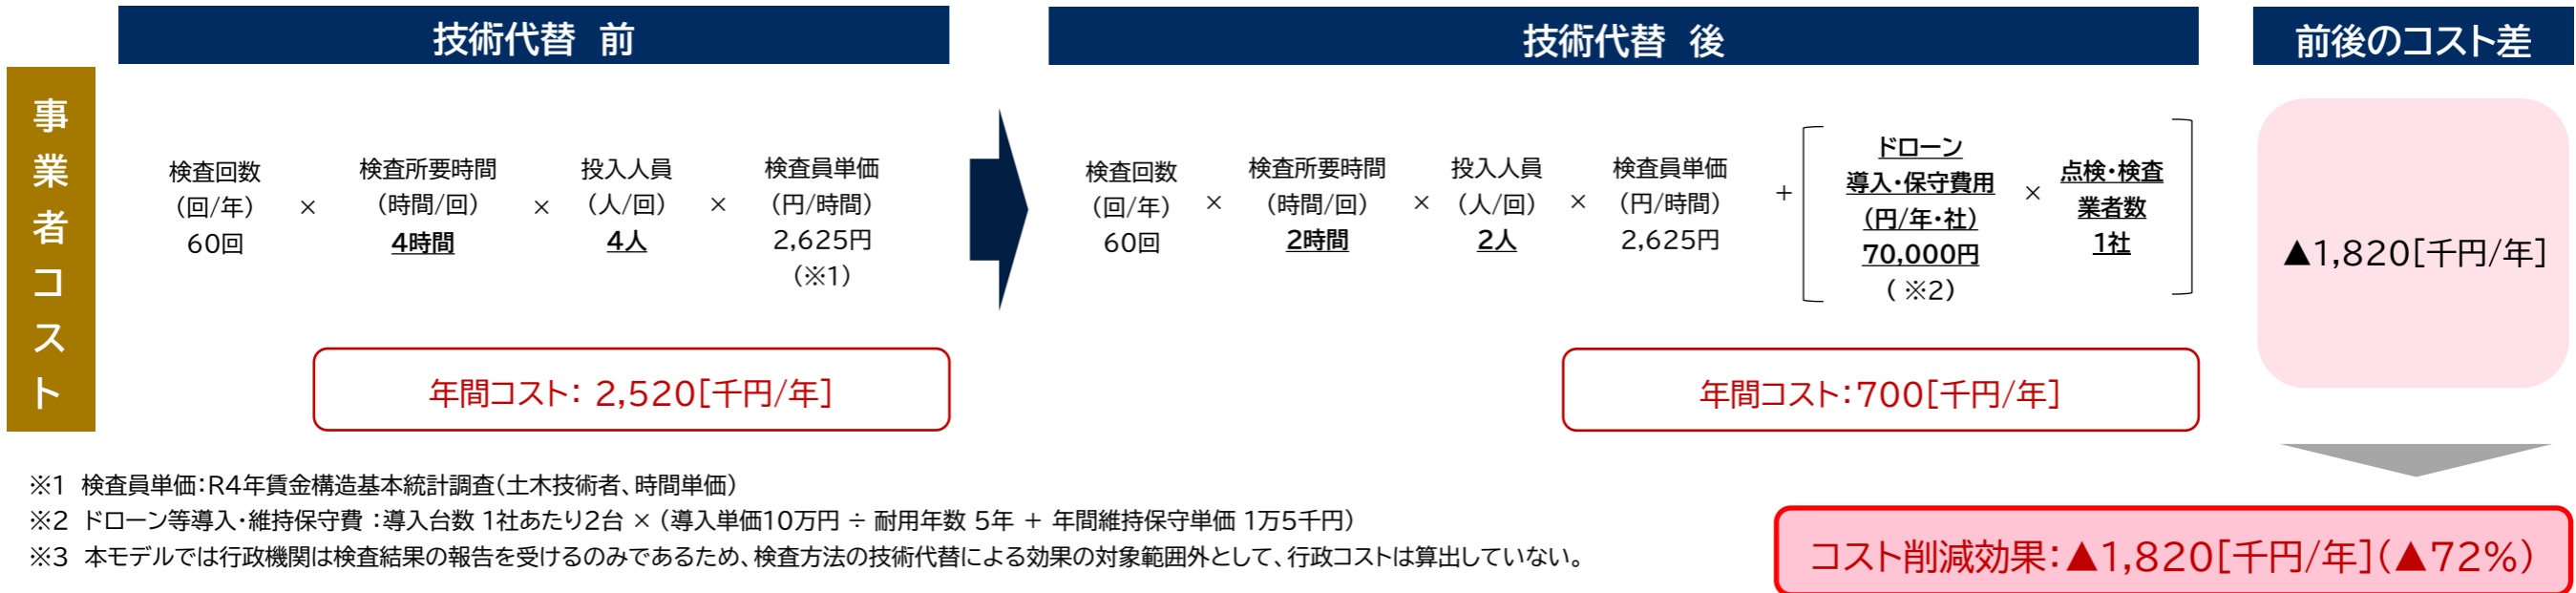 技術代替 前
技術代替 後
前後のコスト差
事業者コスト
検査回数
(回/年)
60回
×
検査所要時間
(時間/回)
4時間
×
投入人員
(人/回)
4人
×
検査員単価
(円/時間)
2,625円
(※1)
年間コスト: 2,520[千円/年]
検査回数
(回/年)
60回
×
検査所要時間
(時間/回)
2時間
×
投入人員
(人/回)
2人
×
検査員単価
(円/時間)
2,625円
+
ドローン
導入・保守費用
(円/年・社)
70,000円
( ※2)
×
点検・検査
業者数
1社
年間コスト:700[千円/年]
▲1,820[千円/年]
※1 検査員単価:R4年賃金構造基本統計調査(土木技術者、時間単価)
※2 ドローン等導入・維持保守費 :導入台数 1社あたり2台 × (導入単価10万円 ÷ 耐用年数 5年 + 年間維持保守単価 1万5千円)
※3 本モデルでは行政機関は検査結果の報告を受けるのみであるため、検査方法の技術代替による効果の対象範囲外として、行政コストは算出していない。
コスト削減効果:▲1,820[千円/年](▲72%)